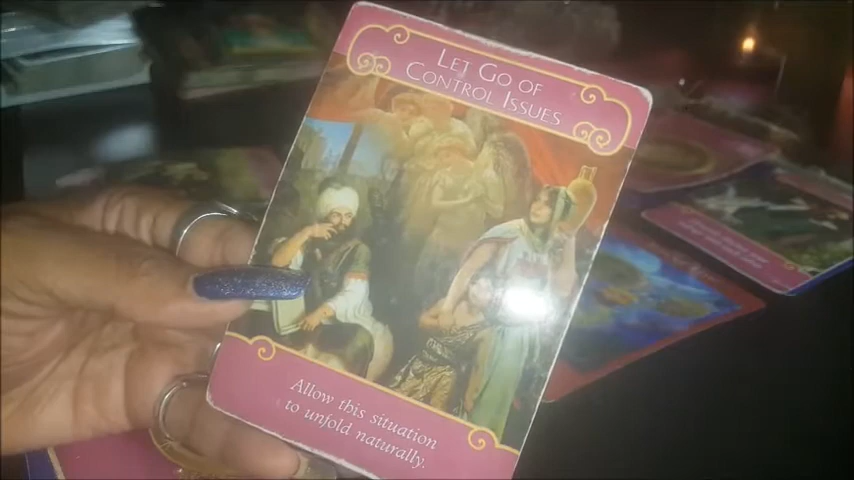 Let Go of
Control Issues
Allow this situation
to unfold naturally.